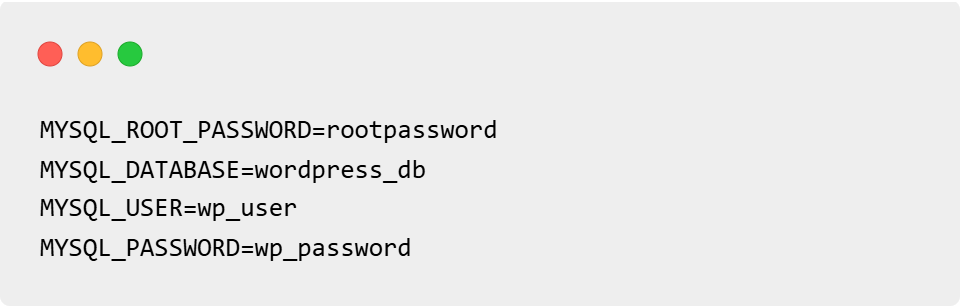 MYSQL_ROOT_PASSWORD=rootpassword
MYSQL_DATABASE=wordpress_db
MYSQL_USER=wp_user
MYSQL_PASSWORD=wp_password